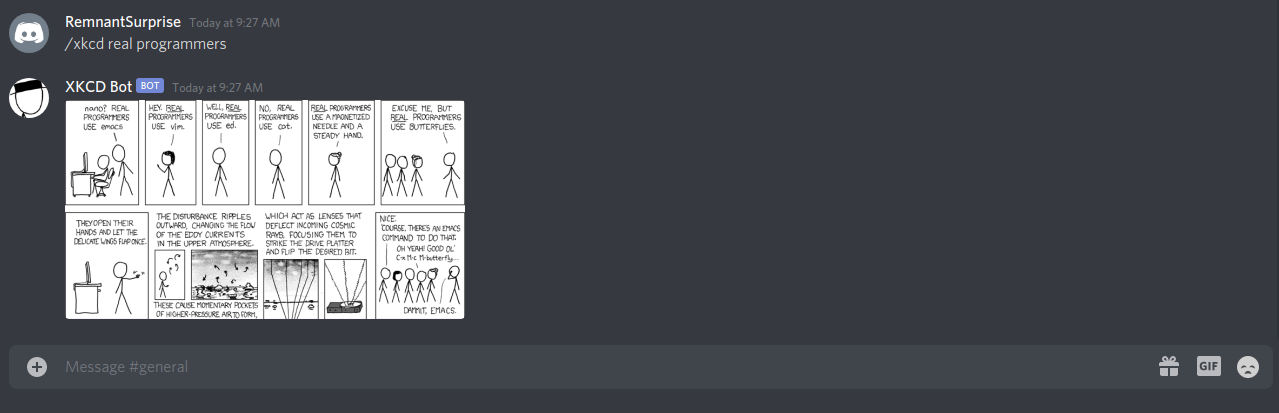 RemnantSurprise Today at 9:27 AM
/xkcd real programmers
XKCD Bot BOT Today at 9:27 AM
nano? REAL
PROGRAMMERS
USE emacs
HEY. REAL
PROGRAMMERS
USE vim.
WELL, REAL
PROGRAMMERS
USE ed.
NO, REAL
PROGRAMMERS
USE cat.
REAL PROGRAMMERS
USE A MAGNETIZED
NEEDLE AND A
STEADY HAND.
EXCUSE ME, BUT
REAL PROGRAMMERS
USE BUTTERFLIES.
THEY OPEN THEIR
HANDS AND LET THE
DELICATE WINGS FLAP ONCE.
THE DISTURBANCE RIPPLES
OUTWARD, CHANGING THE FLOW
OF THE EDDY CURRENTS
IN THE UPPER ATMOSPHERE.
THESE CAUSE MOMENTARY POCKETS
OF HIGHER-PRESSURE AIR TO FORM,
WHICH ACT AS LENSES THAT
DEFLECT INCOMING COSMIC
RAYS, FOCUSING THEM TO
STRIKE THE DRIVE PLATTER
AND FLIP THE DESIRED BIT.
NICE.
'COURSE, THERE'S AN EMACS
COMMAND TO DO THAT.
OH YEAH! GOOD OL'
C-x M-c M-butterfly...
DAMMIT, EMACS.
Message #general
GIF